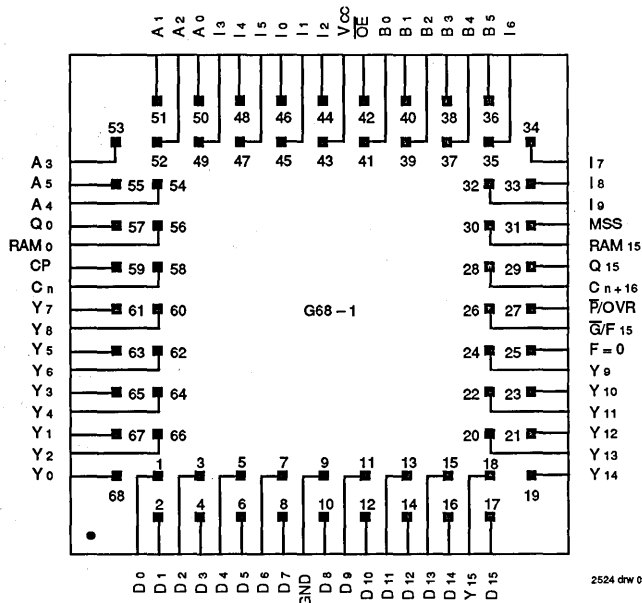 A1 A2 A0 I3 I4 I5 I0 I1 I2 VCC OE B0 B1 B2 B3 B4 B5 I6
51 50 48 46 44 42 40 38 36
53 52 49 47 45 43 41 39 37 35 34
A3 I7
A5 55 54 32 33 I8
A4 I9
Q0 57 56 30 31 MSS
RAM0 RAM15
CP 59 58 28 29 Q15
Cn Cn+16
Y7 61 60 G68-1 26 27 P/OVR
Y8 G/F15
Y5 63 62 24 25 F=0
Y6 Y9
Y3 65 64 22 23 Y10
Y4 Y11
Y1 67 66 20 21 Y12
Y2 Y13
Y0 68 1 3 5 7 9 11 13 15 18 19 Y14
2 4 6 8 10 12 14 16 17
D0 D1 D2 D3 D4 D5 D6 D7 GND D8 D9 D10 D11 D12 D13 D14 Y15 D15
2524 drw 0